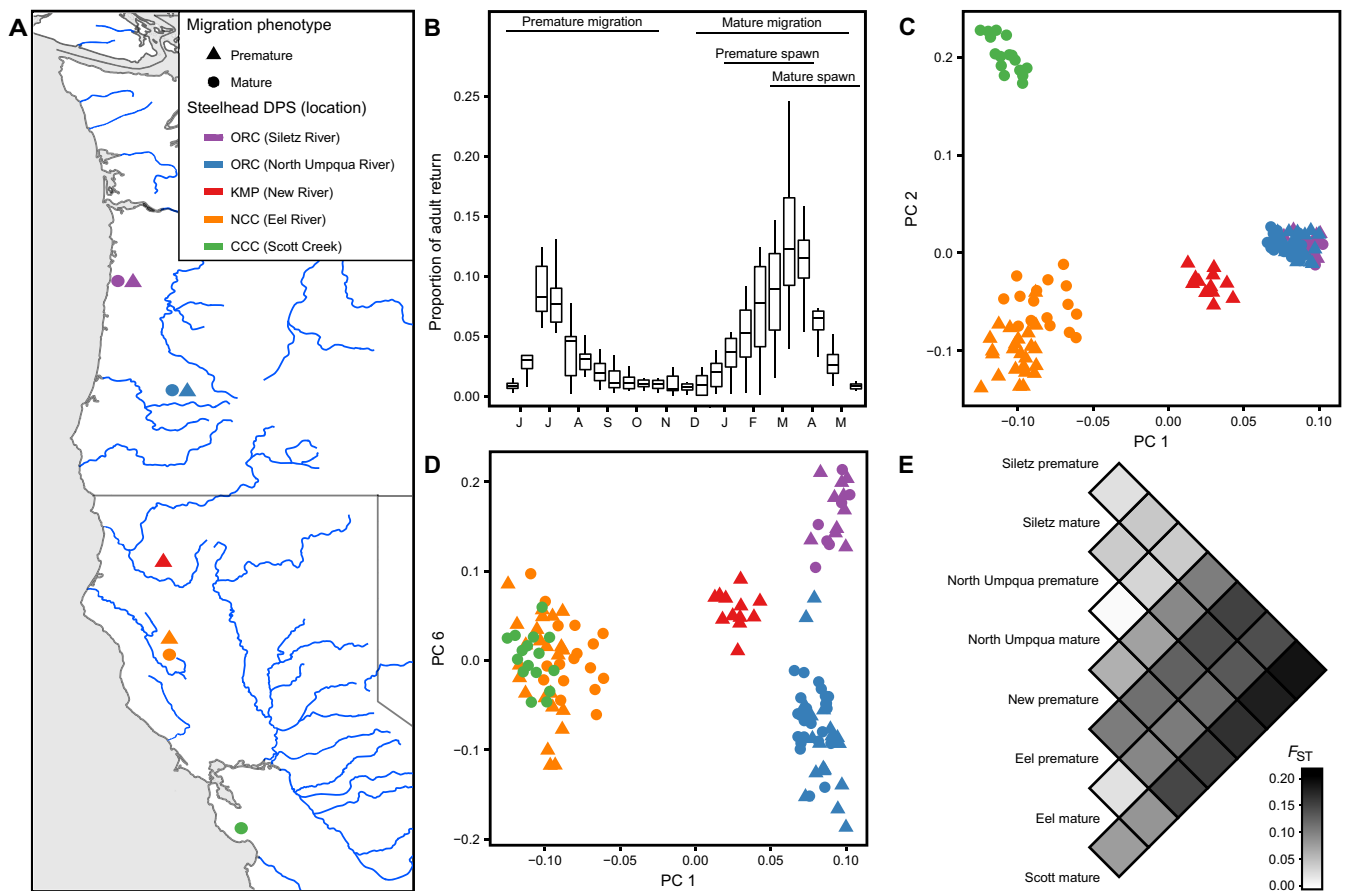 A
Migration phenotype
Premature
Mature
Steelhead DPS (location)
ORC (Siletz River)
ORC (North Umpqua River)
KMP (New River)
NCC (Eel River)
CCC (Scott Creek)
B
Premature migration
Mature migration
Premature spawn
Mature spawn
Proportion of adult return
0.25
0.20
0.15
0.10
0.05
0.00
J J A S O N D J F M A M
C
PC 2
0.2
0.1
0.0
−0.1
−0.10 −0.05 0.00 0.05 0.10
PC 1
D
PC 6
0.2
0.1
0.0
−0.1
−0.2
−0.10 −0.05 0.00 0.05 0.10
PC 1
E
Siletz premature
Siletz mature
North Umpqua premature
North Umpqua mature
New premature
Eel premature
Eel mature
Scott mature
FST
0.20
0.15
0.10
0.05
0.00